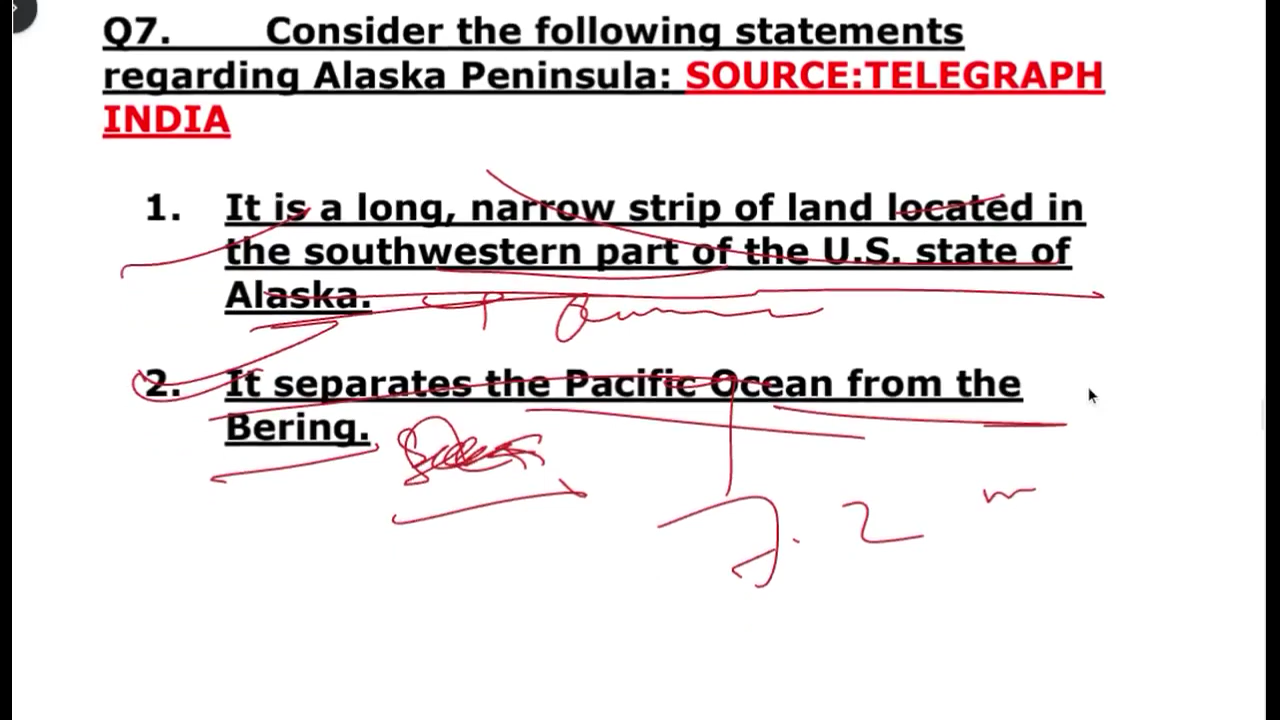 Q7. Consider the following statements
regarding Alaska Peninsula: SOURCE:TELEGRAPH
INDIA
1. It is a long, narrow strip of land located in
the southwestern part of the U.S. state of
Alaska.
2. It separates the Pacific Ocean from the
Bering.
7.2